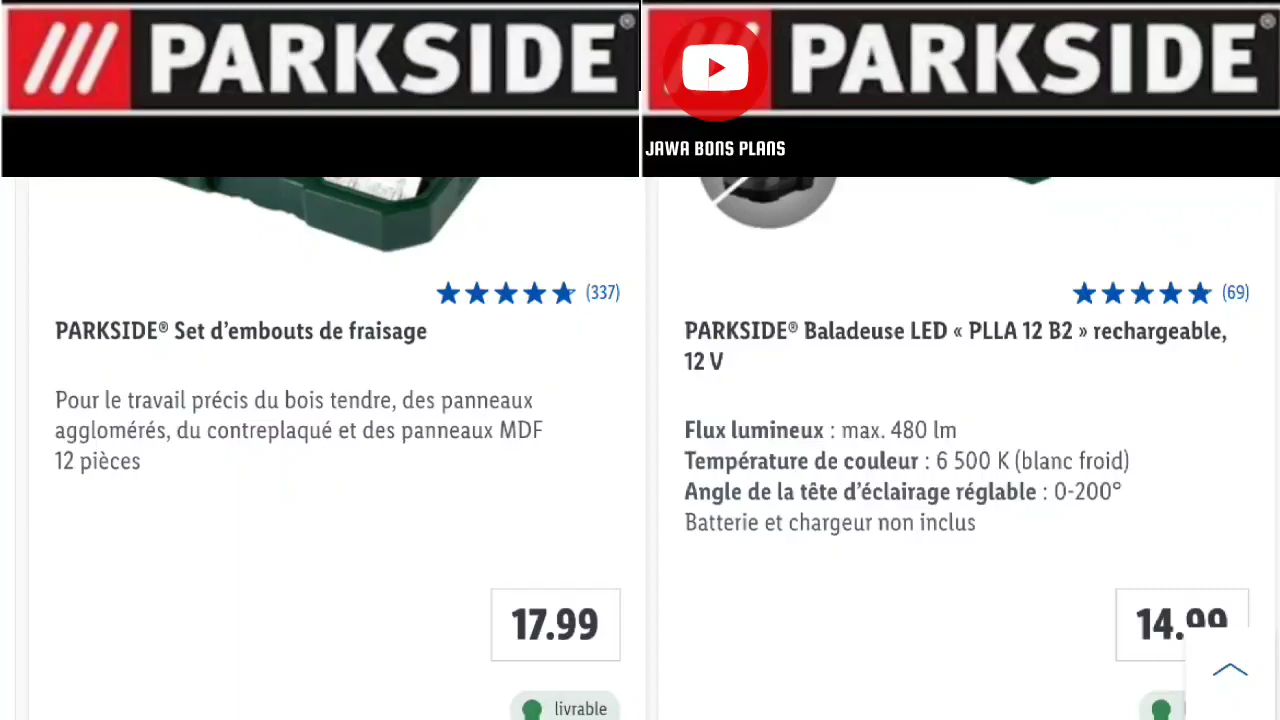 PARKSIDE®
PARKSIDE®
JAWA BONS PLANS
(337)
PARKSIDE® Set d’embouts de fraisage
Pour le travail précis du bois tendre, des panneaux
agglomérés, du contreplaqué et des panneaux MDF
12 pièces
17.99
livrable
(69)
PARKSIDE® Baladeuse LED « PLLA 12 B2 » rechargeable,
12 V
Flux lumineux : max. 480 lm
Température de couleur : 6 500 K (blanc froid)
Angle de la tête d’éclairage réglable : 0-200°
Batterie et chargeur non inclus
14.99